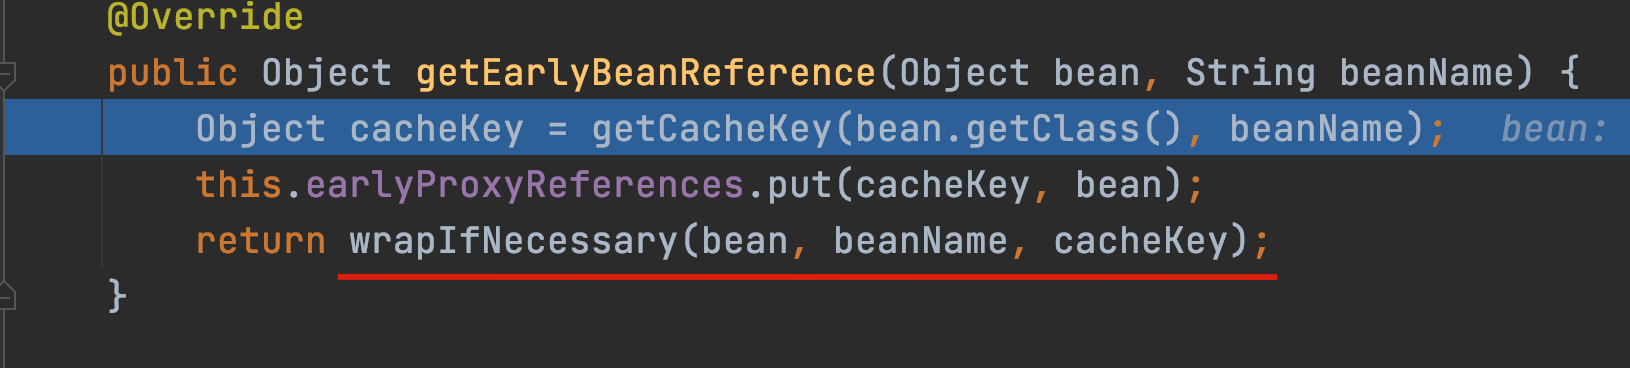 @Override
public Object getEarlyBeanReference(Object bean, String beanName) {
Object cacheKey = getCacheKey(bean.getClass(), beanName); bean:
this.earlyProxyReferences.put(cacheKey, bean);
return wrapIfNecessary(bean, beanName, cacheKey);
}